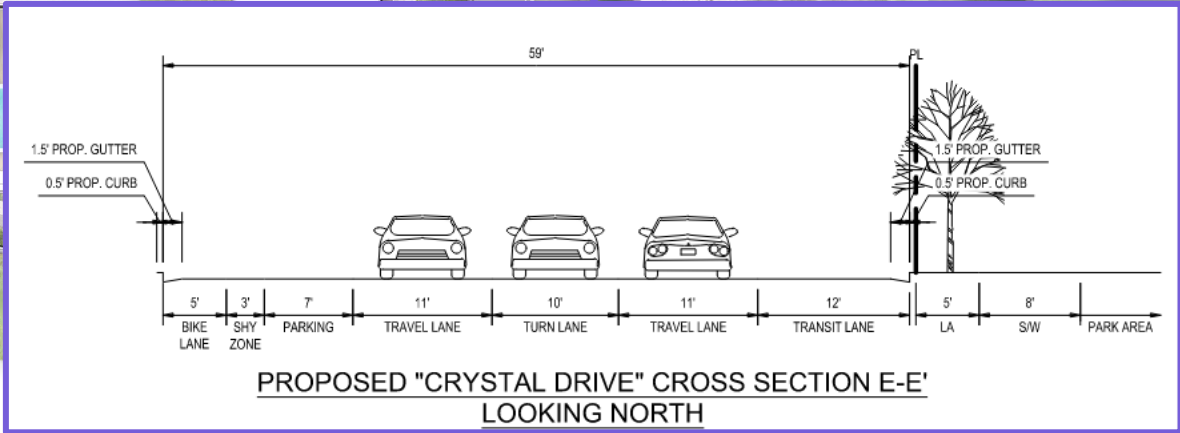 59'
PL
1.5' PROP. GUTTER
0.5' PROP. CURB
1.5' PROP. GUTTER
0.5' PROP. CURB
5' 3' 7' 11' 10' 11' 12' 5' 8'
BIKE LANE SHY ZONE PARKING TRAVEL LANE TURN LANE TRAVEL LANE TRANSIT LANE LA S/W PARK AREA
PROPOSED "CRYSTAL DRIVE" CROSS SECTION E-E'
LOOKING NORTH